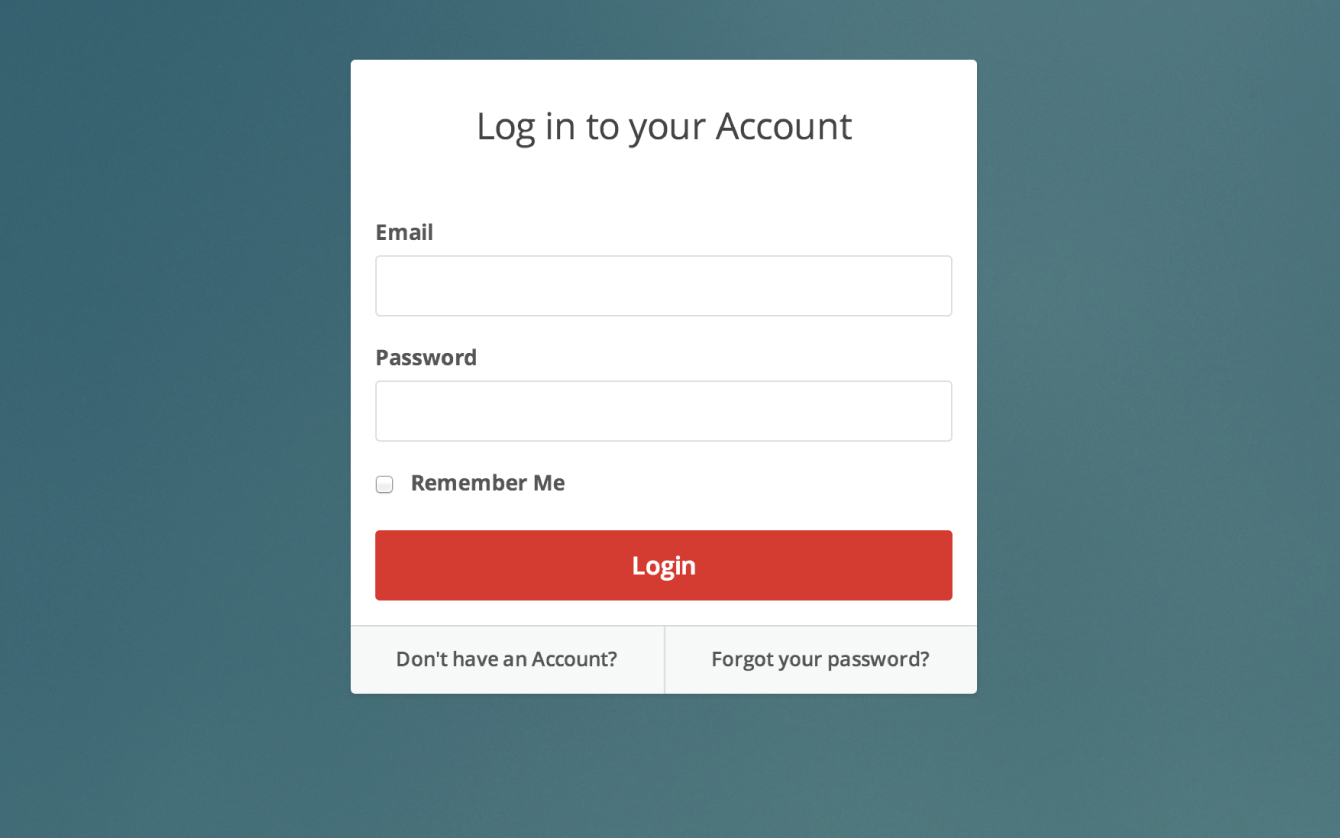 Log in to your Account
Email
Password
Remember Me
Login
Don't have an Account?
Forgot your password?